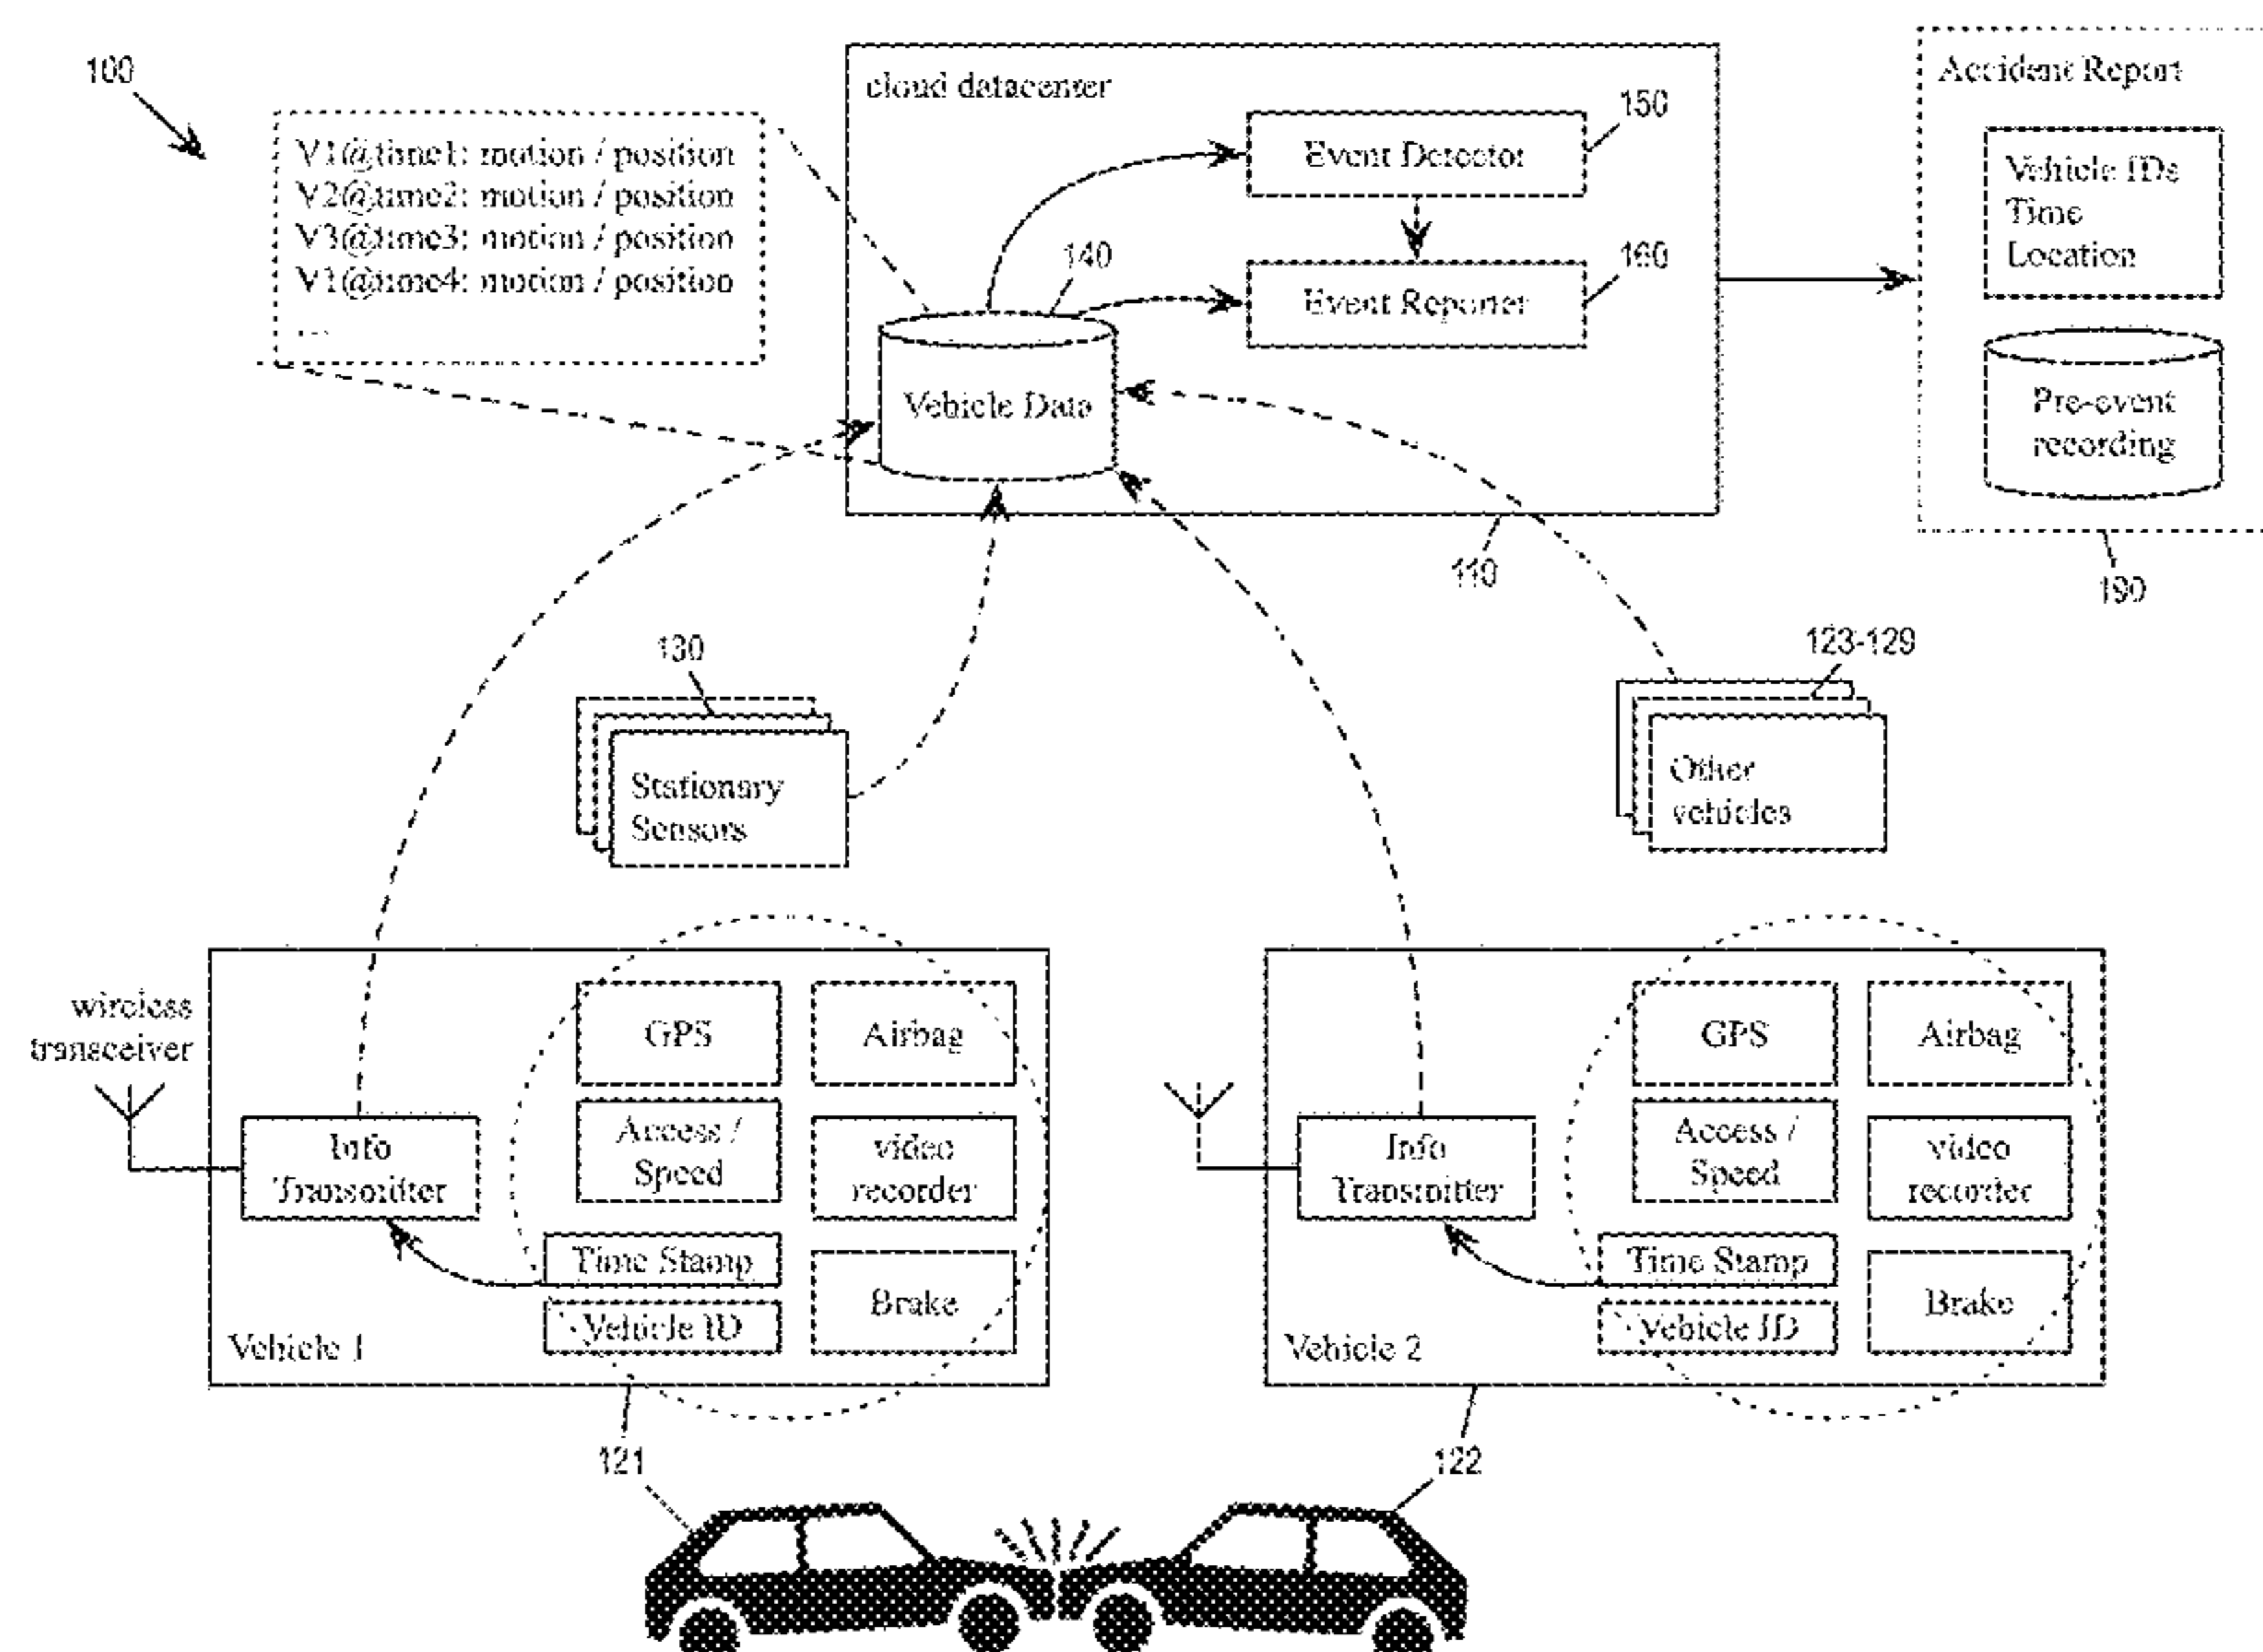 100
V1@time1: motion / position
V2@time2: motion / position
V3@time3: motion / position
V1@time4: motion / position
...
cloud datacenter
150
Event Detector
140
160
Event Reporter
Vehicle Data
110
Accident Report
Vehicle IDs
Time
Location
Pre-event
recording
190
130
Stationary
Sensors
123-129
Other
vehicles
wireless
transceiver
Info
Transmitter
GPS
Airbag
Access /
Speed
video
recorder
Time Stamp
Vehicle ID
Brake
Vehicle 1
121
Info
Transmitter
GPS
Airbag
Access /
Speed
video
recorder
Time Stamp
Vehicle ID
Brake
Vehicle 2
122